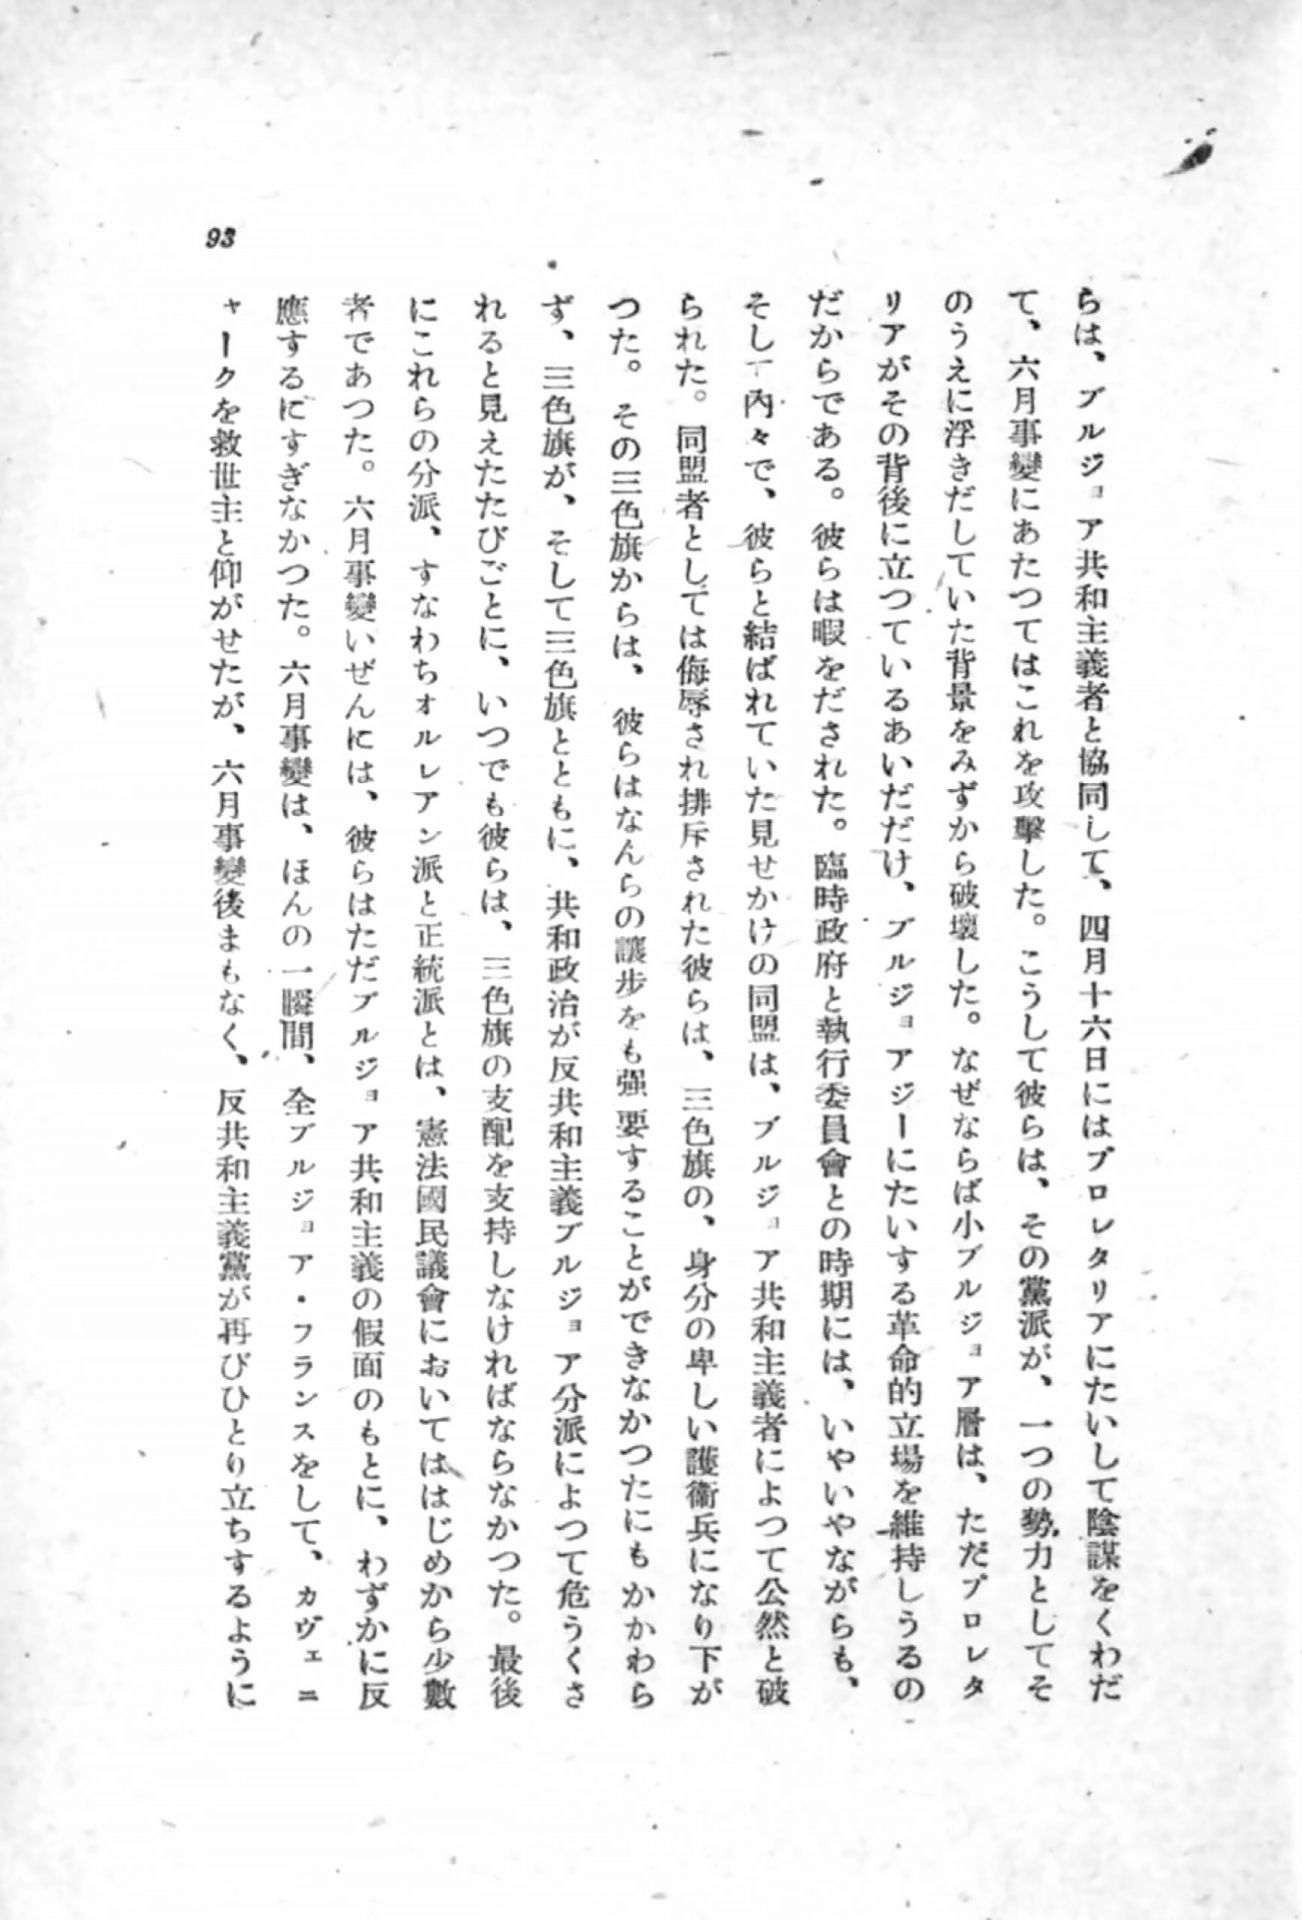 らは、ブルジョア共和主義者と協同して、四月十六日にはプロレタリアにたいして陰謀をくわだ
て、六月事變にあたつてはこれを攻擊した。こうして彼らは、その黨派が、一つの勢力としてそ
のうえに浮きだしていた背景をみずから破壞した。なぜならば小ブルジョア層は、ただプロレタ
リアがその背後に立つているあいだだけ、ブルジョアジーにたいする革命的立場を維持しうるの
だからである。彼らは暇をだされた。臨時政府と執行委員會との時期には、いやいやながらも、
そして内々で、彼らと結ばれていた見せかけの同盟は、ブルジョア共和主義者によつて公然と破
られた。同盟者としては侮辱され排斥された彼らは、三色旗の、身分の卑しい護衞兵になり下が
つた。その三色旗からは、彼らはなんらの讓步をも强要することができなかつたにもかかわら
ず、三色旗が、そして三色旗とともに、共和政治が反共和主義ブルジョア分派によつて危うくさ
れると見えたたびごとに、いつでも彼らは、三色旗の支配を支持しなければならなかつた。最後
にこれらの分派、すなわちオルレアン派と正統派とは、憲法國民議會においてははじめから少數
者であつた。六月事變いぜんには、彼らはただブルジョア共和主義の假面のもとに、わずかに反
應するにすぎなかつた。六月事變は、ほんの一瞬間、全ブルジョア・フランスをして、カヴェニ
ャークを救世主と仰がせたが、六月事變後まもなく、反共和主義黨が再びひとり立ちするように
93